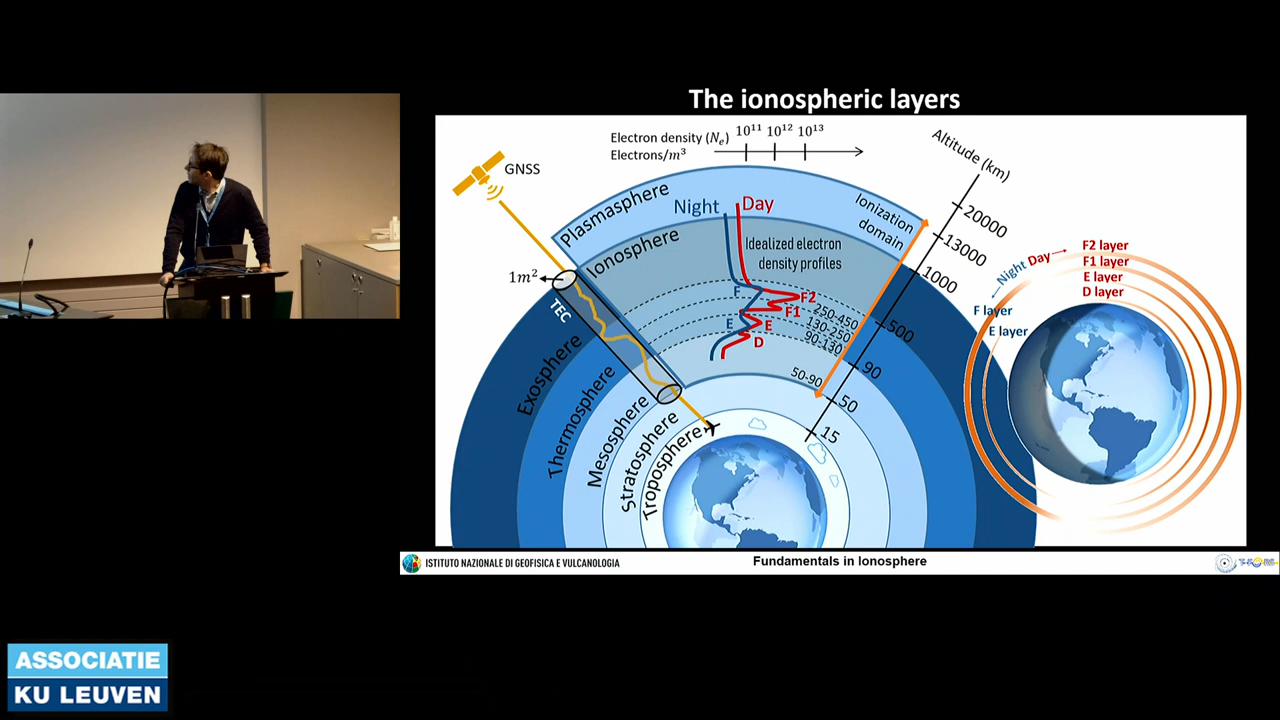 The ionospheric layers
Electron density (Nₑ)
Electrons/m³
10¹¹ 10¹² 10¹³
Altitude (km)
GNSS
Plasmasphere
Night Day
Ionization
domain
20000
13000
1000
500
90
50
15
Ionosphere
Idealized electron
density profiles
1m²
TEC
F
F2
F1
E
E
D
250-450
130-250
90-130
50-90
Exosphere
Thermosphere
Mesosphere
Stratosphere
Troposphere
Night Day
F2 layer
F1 layer
E layer
D layer
F layer
E layer
ISTITUTO NAZIONALE DI GEOFISICA E VULCANOLOGIA
Fundamentals in Ionosphere
ASSOCIATIE
KU LEUVEN